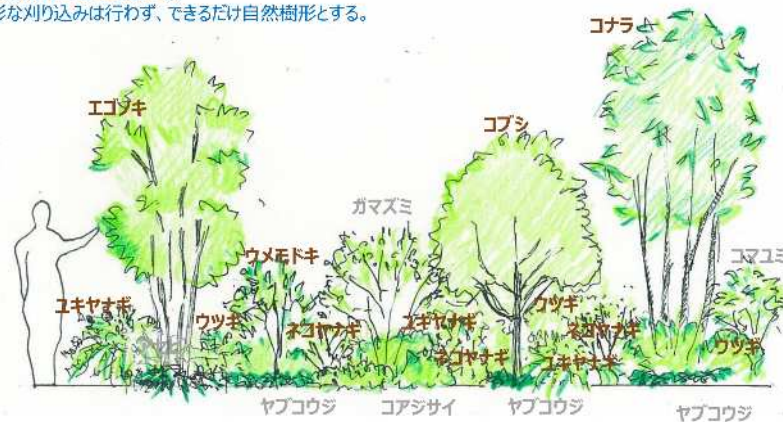 形な刈り込みは行わず、できるだけ自然樹形とする。
コナラ
エゴノキ
コブシ
ガマズミ
ウメモドキ
コマユミ
ユキヤナギ
ウツギ
ネコヤナギ
ユキヤナギ
ウツギ
ネコヤナギ
ネコヤナギ
ユキヤナギ
ウツギ
ヤブコウジ
コアジサイ
ヤブコウジ
ヤブコウジ